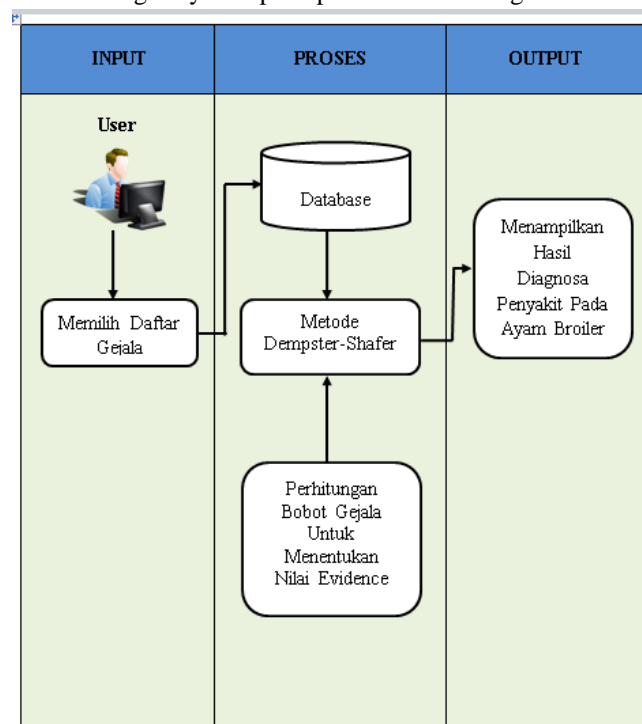 INPUT
PROSES
OUTPUT
User
Memilih Daftar
Gejala
Database
Metode
Dempster-Shafer
Perhitungan
Bobot Gejala
Untuk
Menentukan
Nilai Evidence
Menampilkan
Hasil
Diagnosa
Penyakit Pada
Ayam Broiler